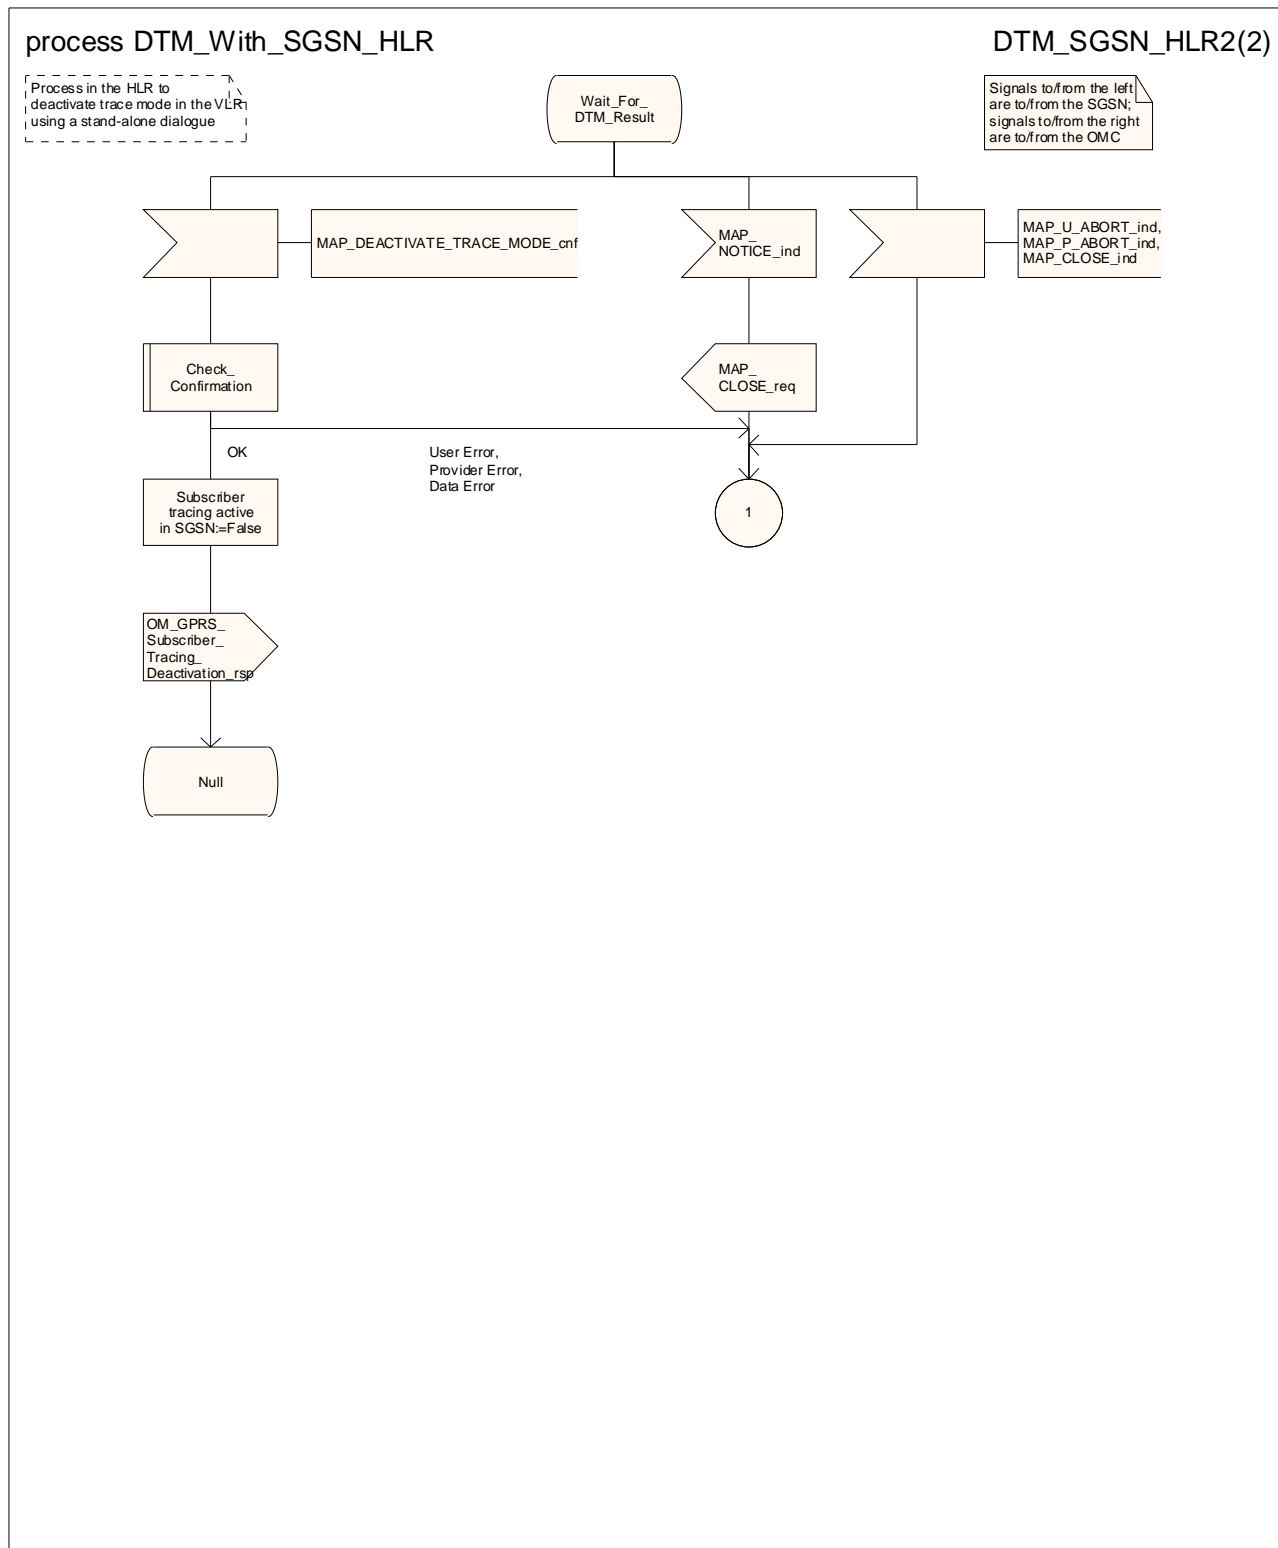 process DTM_With_SGSN_HLR
DTM_SGSN_HLR2(2)
Process in the HLR to
deactivate trace mode in the VLR
using a stand-alone dialogue
Wait_For_
DTM_Result
Signals to/from the left
are to/from the SGSN;
signals to/from the right
are to/from the OMC
MAP_DEACTIVATE_TRACE_MODE_cnf
MAP_
NOTICE_ind
MAP_U_ABORT_ind,
MAP_P_ABORT_ind,
MAP_CLOSE_ind
Check_
Confirmation
MAP_
CLOSE_req
OK
User Error,
Provider Error,
Data Error
Subscriber
tracing active
in SGSN:=False
1
OM_GPRS_
Subscriber_
Tracing_
Deactivation_rsp
Null